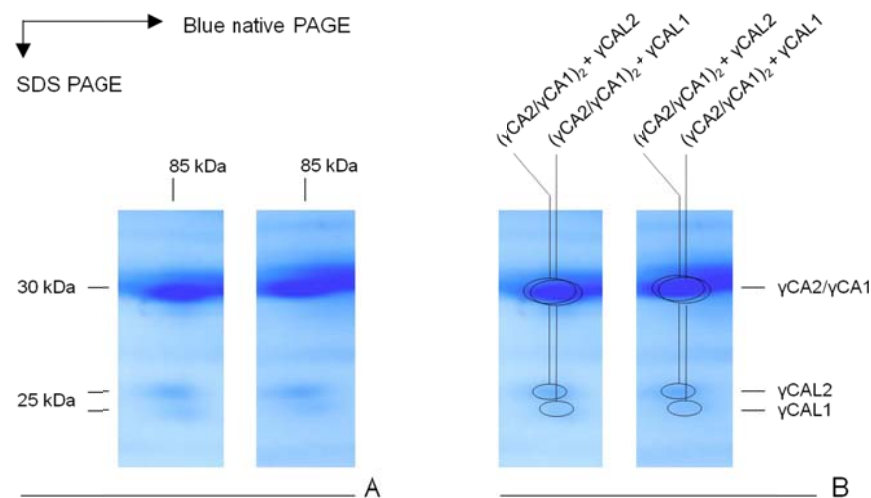 Blue native PAGE
SDS PAGE
85 kDa
85 kDa
30 kDa
25 kDa
A
(γCA2/γCA1)₂ + γCAL2
(γCA2/γCA1)₂ + γCAL1
(γCA2/γCA1)₂ + γCAL2
(γCA2/γCA1)₂ + γCAL1
γCA2/γCA1
γCAL2
γCAL1
B